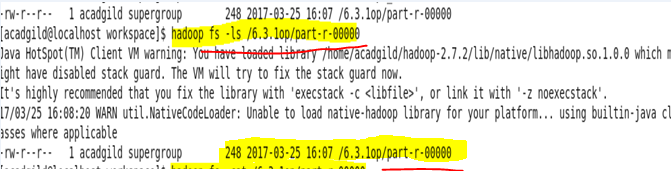 -rw-r--r-- 1 acadgild supergroup 248 2017-03-25 16:07 /6.3.1op/part-r-00000
[acadgild@localhost workspace]$ hadoop fs -ls /6.3.1op/part-r-00000
Java HotSpot(TM) Client VM warning: You have loaded library /home/acadgild/hadoop-2.7.2/lib/native/libhadoop.so.1.0.0 which m
ight have disabled stack guard. The VM will try to fix the stack guard now.
It's highly recommended that you fix the library with 'execstack -c <libfile>', or link it with '-z noexecstack'.
17/03/25 16:08:20 WARN util.NativeCodeLoader: Unable to load native-hadoop library for your platform... using builtin-java cl
asses where applicable
-rw-r--r-- 1 acadgild supergroup 248 2017-03-25 16:07 /6.3.1op/part-r-00000